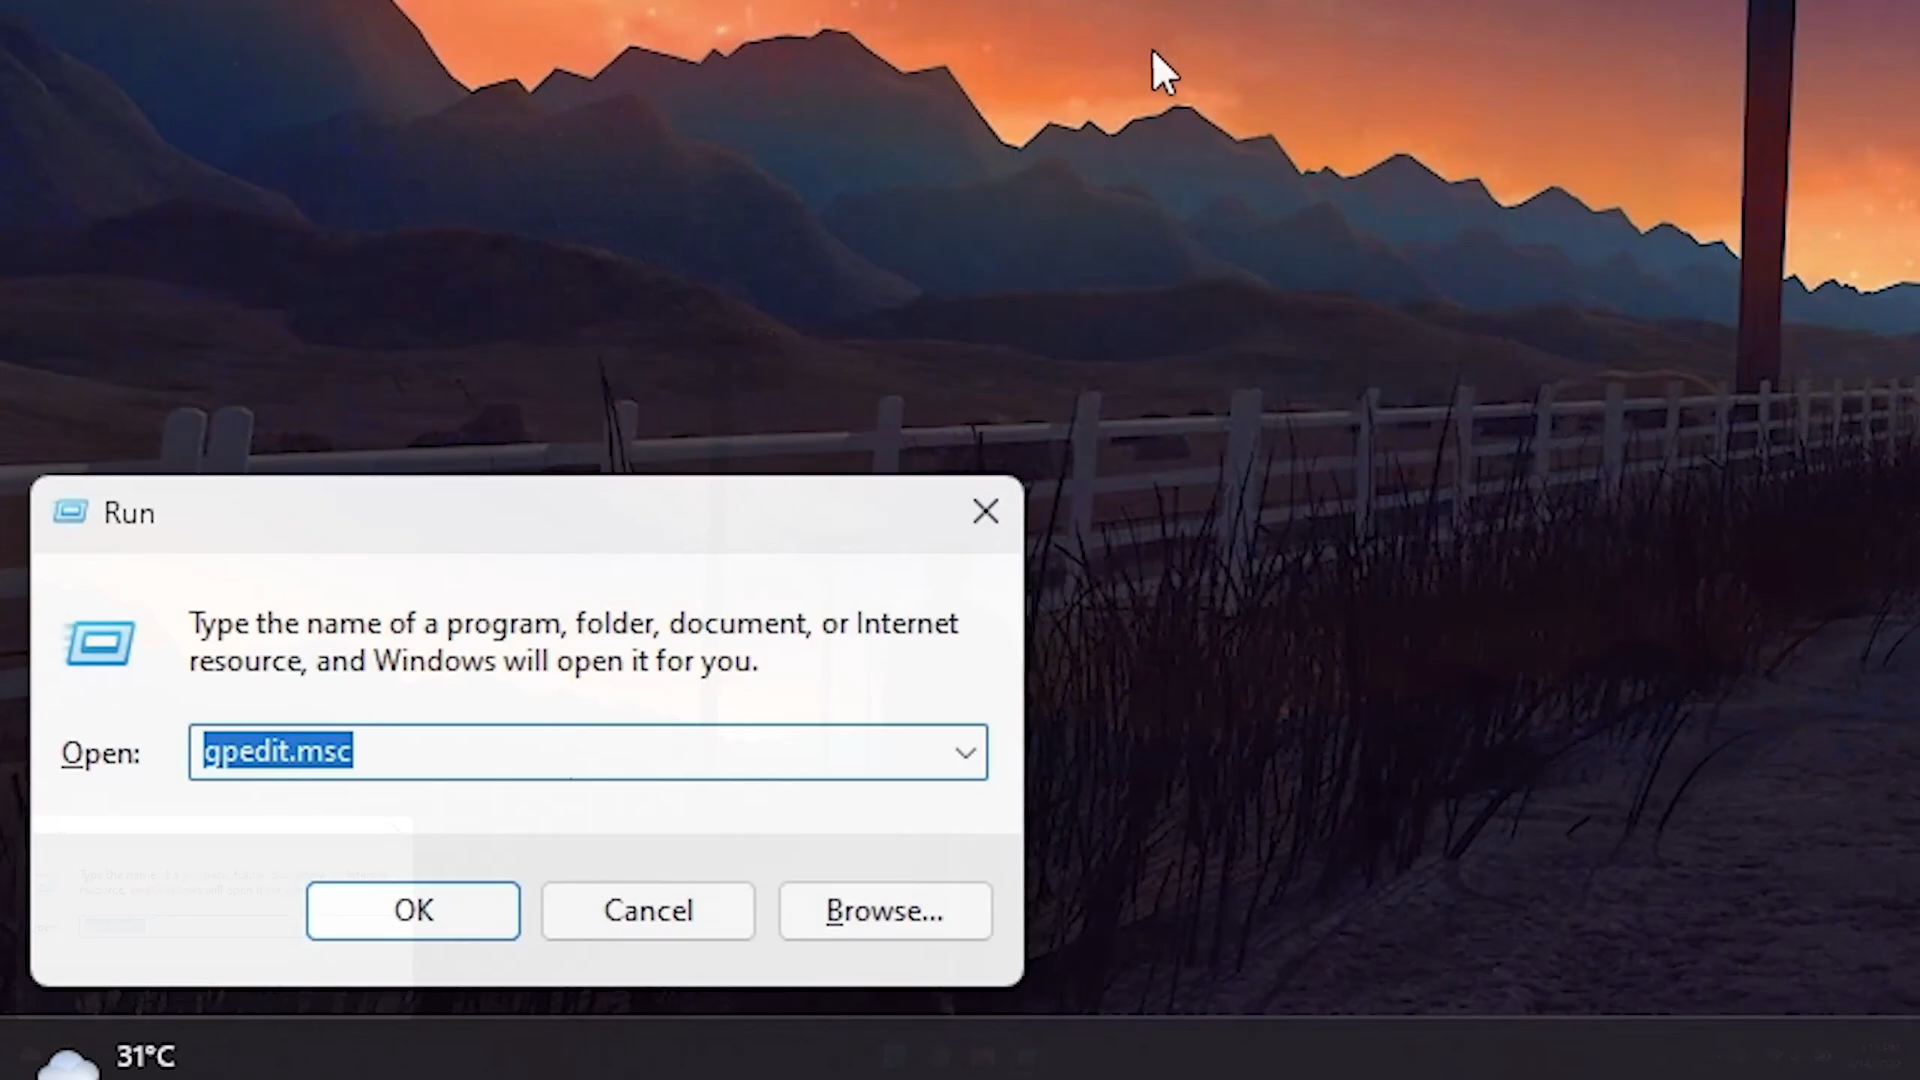 Run
Type the name of a program, folder, document, or Internet
resource, and Windows will open it for you.
Open:
gpedit.msc
OK
Cancel
Browse...
31°C